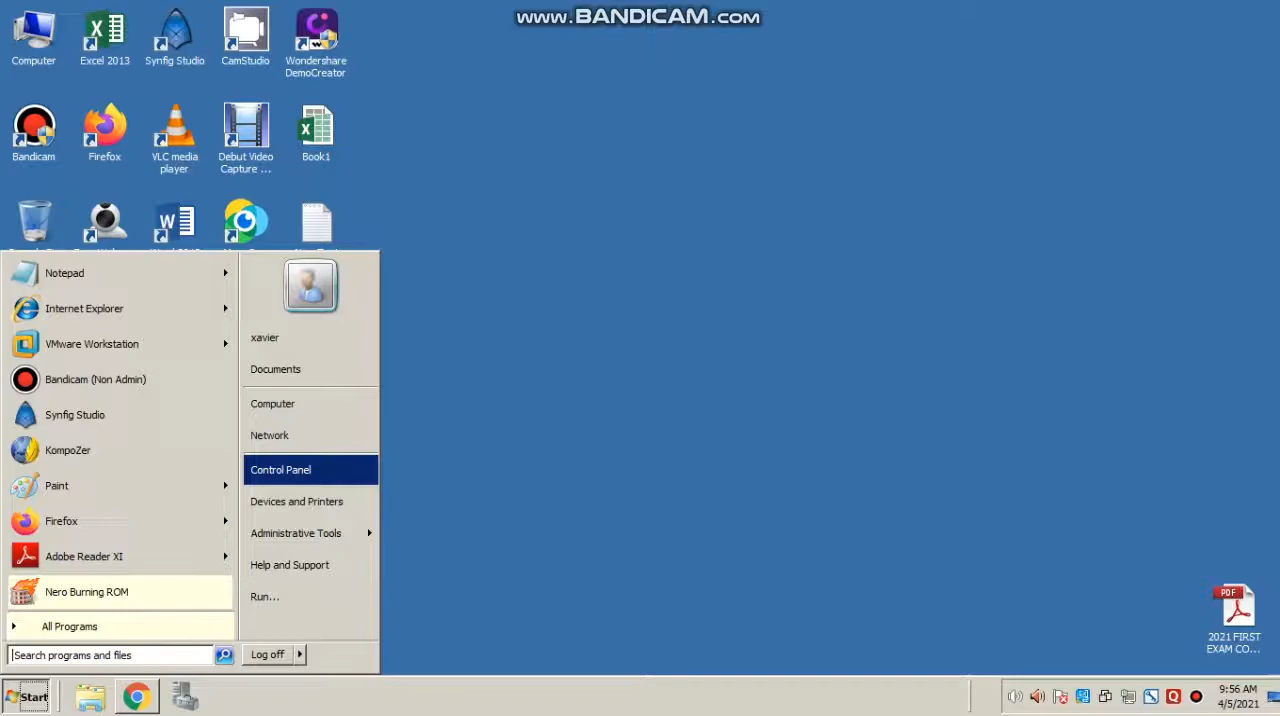 www.BANDICAM.com
Computer
Excel 2013
Synfig Studio
CamStudio
Wondershare
DemoCreator
Bandicam
Firefox
VLC media
player
Debut Video
Capture ...
Book1
Notepad
Internet Explorer
VMware Workstation
Bandicam (Non Admin)
Synfig Studio
KompoZer
Paint
Firefox
Adobe Reader XI
Nero Burning ROM
All Programs
Search programs and files
xavier
Documents
Computer
Network
Control Panel
Devices and Printers
Administrative Tools
Help and Support
Run...
Log off
PDF
2021 FIRST
EXAM CO...
Start
9:56 AM
4/5/2021